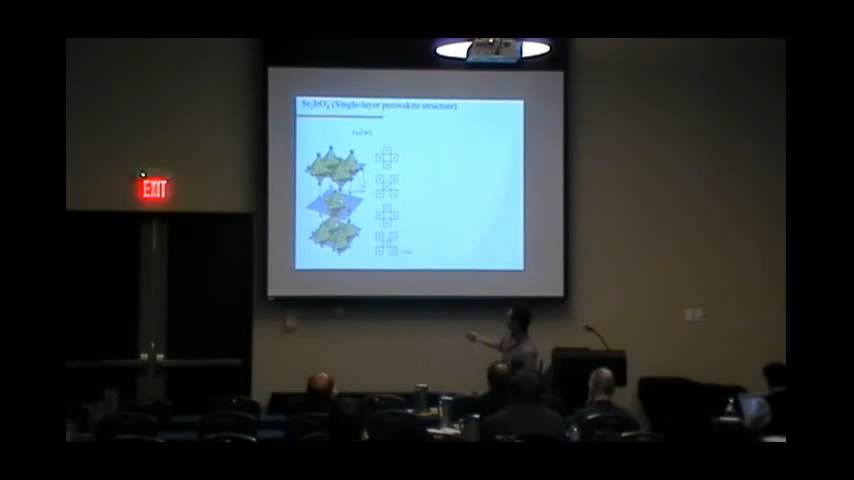 Sr₂IrO₄ (Single-layer perovskite structure)
EXIT